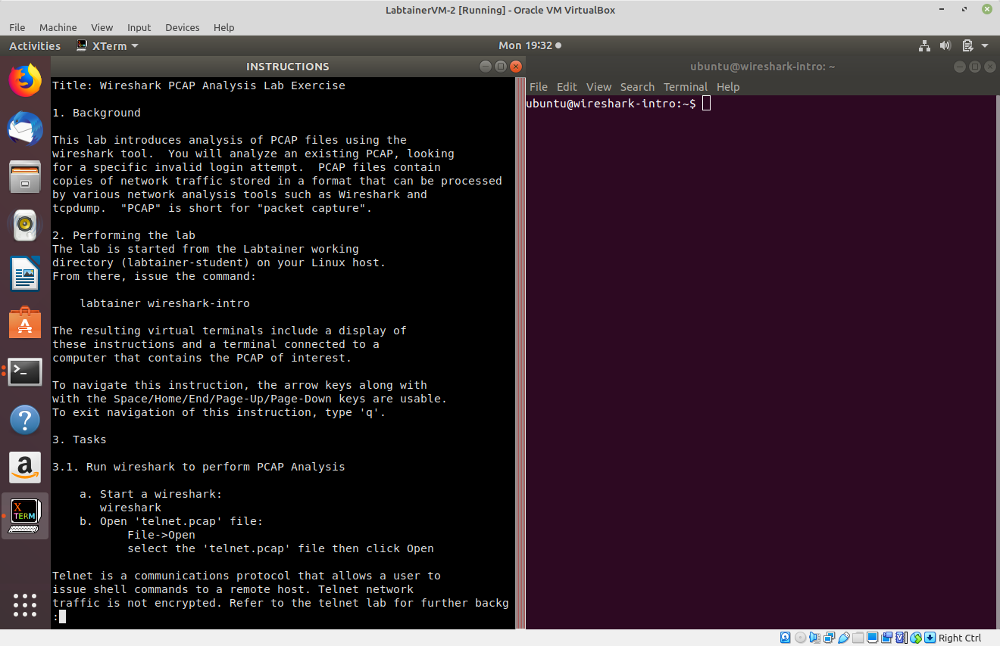 LabtainerVM-2 [Running] - Oracle VM VirtualBox
File Machine View Input Devices Help
Activities XTerm Mon 19:32
INSTRUCTIONS
Title: Wireshark PCAP Analysis Lab Exercise
1. Background
This lab introduces analysis of PCAP files using the
wireshark tool.  You will analyze an existing PCAP, looking
for a specific invalid login attempt.  PCAP files contain
copies of network traffic stored in a format that can be processed
by various network analysis tools such as Wireshark and
tcpdump.  "PCAP" is short for "packet capture".
2. Performing the lab
The lab is started from the Labtainer working
directory (labtainer-student) on your Linux host.
From there, issue the command:
labtainer wireshark-intro
The resulting virtual terminals include a display of
these instructions and a terminal connected to a
computer that contains the PCAP of interest.
To navigate this instruction, the arrow keys along with
with the Space/Home/End/Page-Up/Page-Down keys are usable.
To exit navigation of this instruction, type 'q'.
3. Tasks
3.1. Run wireshark to perform PCAP Analysis
a. Start a wireshark:
wireshark
b. Open 'telnet.pcap' file:
File->Open
select the 'telnet.pcap' file then click Open
Telnet is a communications protocol that allows a user to
issue shell commands to a remote host. Telnet network
traffic is not encrypted. Refer to the telnet lab for further backg
:
ubuntu@wireshark-intro: ~
File Edit View Search Terminal Help
ubuntu@wireshark-intro:~$
>_
?
a
A
X
TERM
Right Ctrl